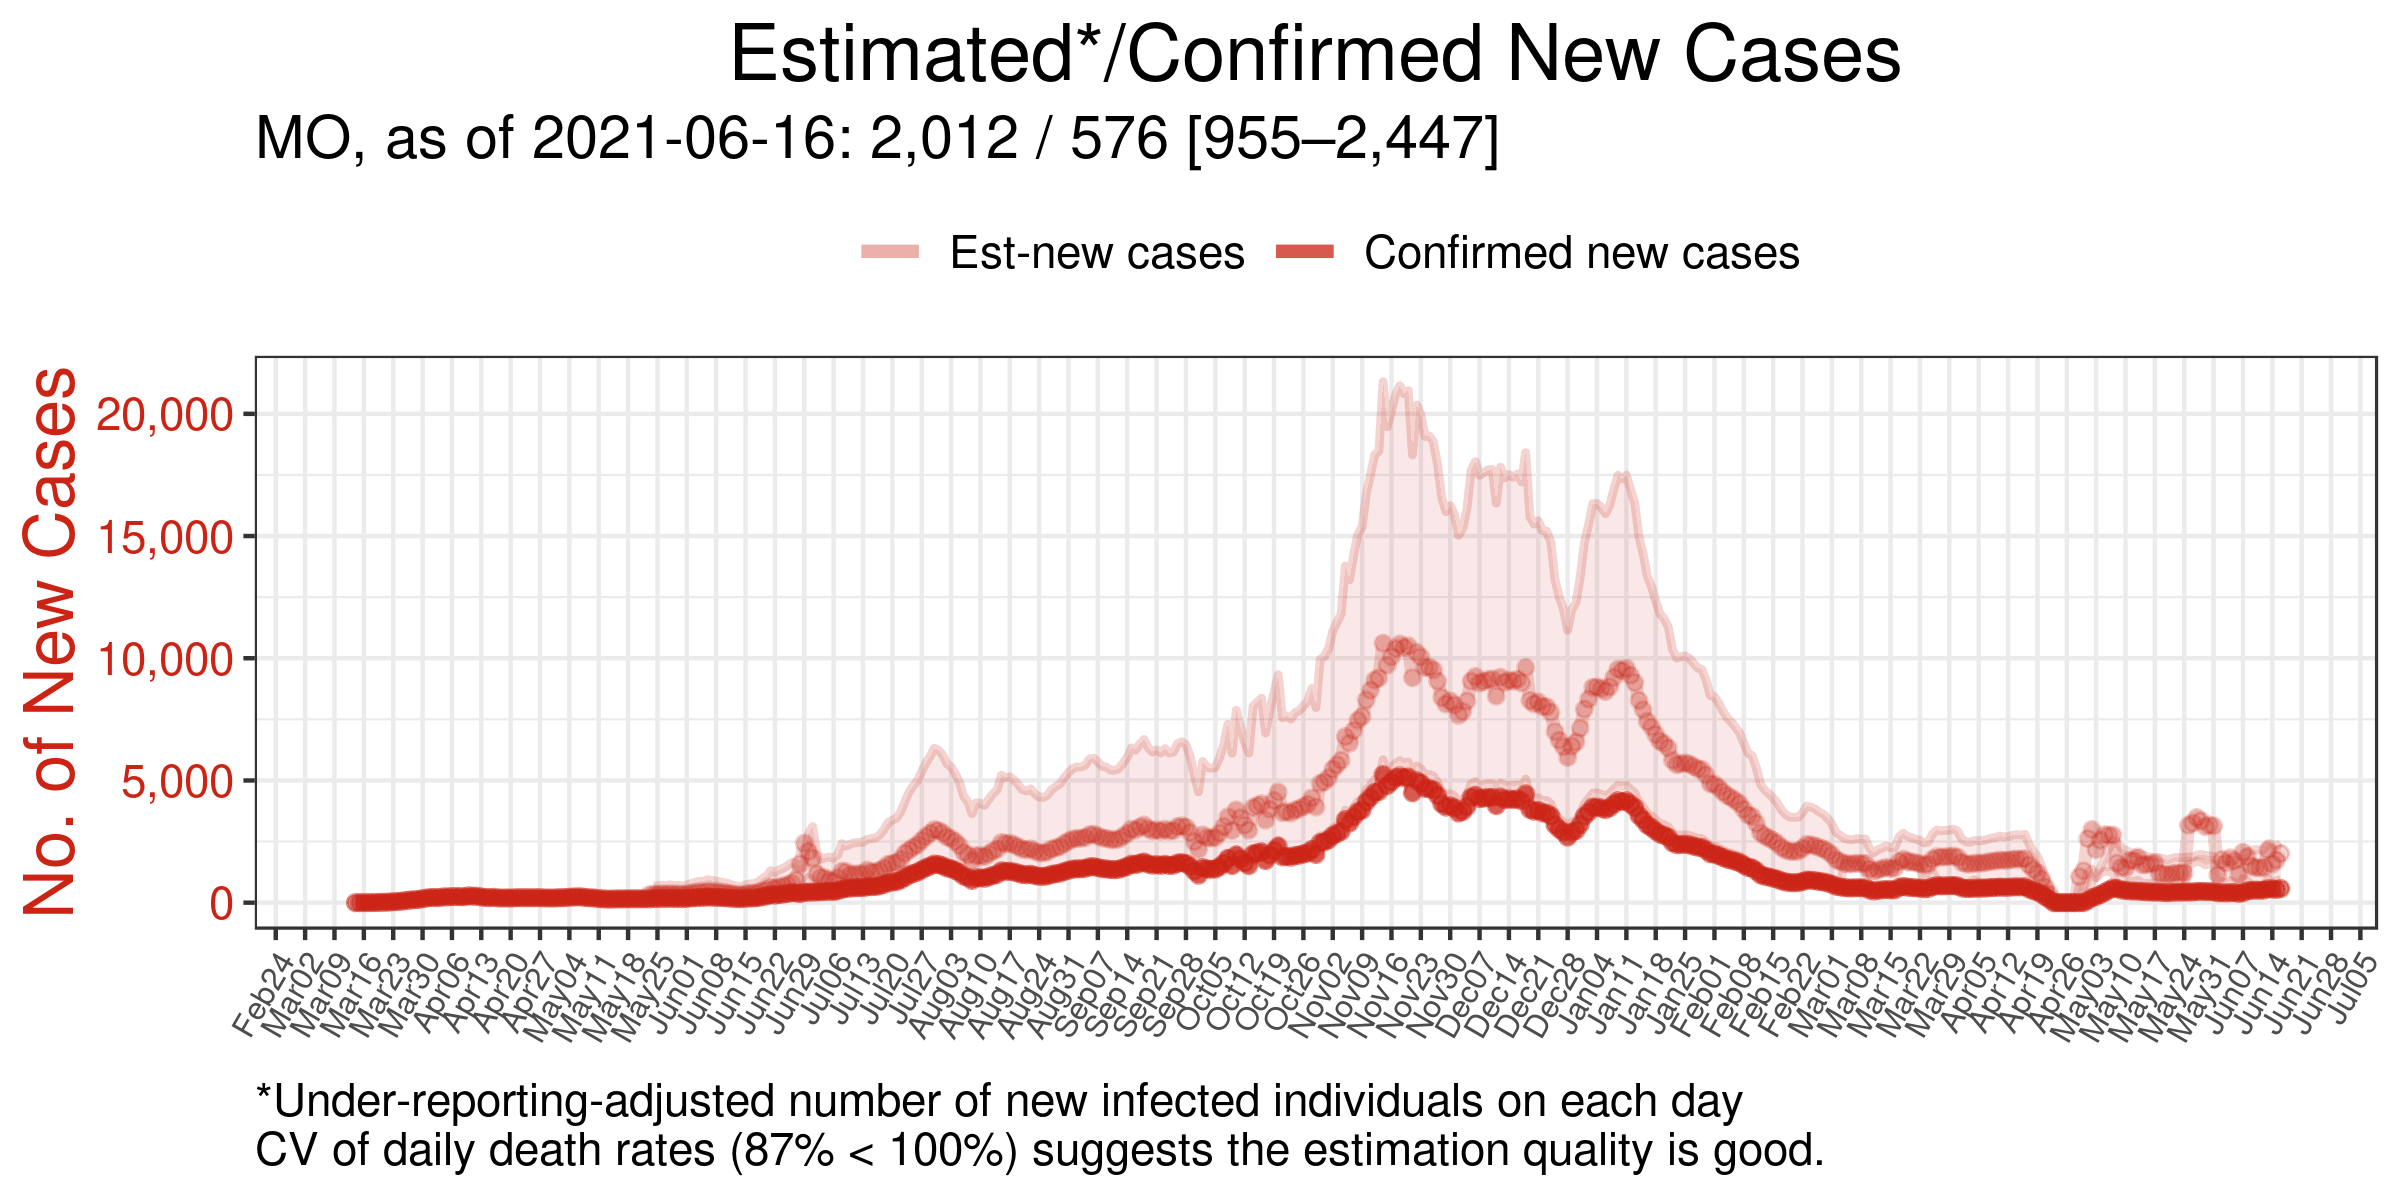 Estimated*/Confirmed New Cases
MO, as of 2021-06-16: 2,012 / 576 [955–2,447]
Est-new cases Confirmed new cases
No. of New Cases
20,000
15,000
10,000
5,000
0
Feb24 Mar02 Mar09 Mar16 Mar23 Mar30 Apr06 Apr13 Apr20 Apr27 May04 May11 May18 May25 Jun01 Jun08 Jun15 Jun22 Jun29 Jul06 Jul13 Jul20 Jul27 Aug03 Aug10 Aug17 Aug24 Aug31 Sep07 Sep14 Sep21 Sep28 Oct05 Oct12 Oct19 Oct26 Nov02 Nov09 Nov16 Nov23 Nov30 Dec07 Dec14 Dec21 Dec28 Jan04 Jan11 Jan18 Jan25 Feb01 Feb08 Feb15 Feb22 Mar01 Mar08 Mar15 Mar22 Mar29 Apr05 Apr12 Apr19 Apr26 May03 May10 May17 May24 May31 Jun07 Jun14 Jun21 Jun28 Jul05
*Under-reporting-adjusted number of new infected individuals on each day
CV of daily death rates (87% < 100%) suggests the estimation quality is good.